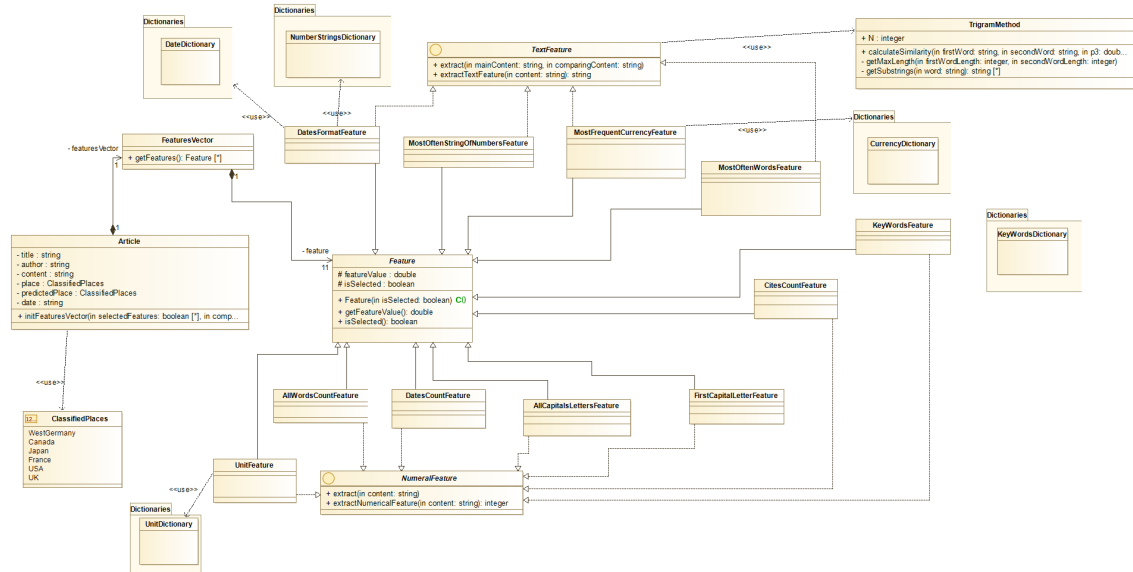 Dictionaries
DateDictionary
Dictionaries
NumberStringsDictionary
TextFeature
+ extract(in mainContent: string, in comparingContent: string)
+ extractTextFeature(in content: string): string
TrigramMethod
+ N : integer
+ calculateSimilarity(in firstWord: string, in secondWord: string, in p3: doub...
- getMaxLength(in firstWordLength: integer, in secondWordLength: integer)
- getSubstrings(in word: string): string [*]
<<use>>
<<use>>
<<use>>
<<use>>
FeaturesVector
+ getFeatures(): Feature [*]
- featuresVector
1
1
DatesFormatFeature
MostOftenStringOfNumbersFeature
MostFrequentCurrencyFeature
MostOftenWordsFeature
Dictionaries
CurrencyDictionary
KeyWordsFeature
Dictionaries
KeyWordsDictionary
1
Article
- title : string
- author : string
- content : string
- place : ClassifiedPlaces
- predictedPlace : ClassifiedPlaces
- date : string
+ initFeaturesVector(in selectedFeatures: boolean [*], in comp...
- feature
11
Feature
# featureValue : double
# isSelected : boolean
+ Feature(in isSelected: boolean) C()
+ getFeatureValue(): double
+ isSelected(): boolean
CitesCountFeature
<<use>>
12...
ClassifiedPlaces
WestGermany
Canada
Japan
France
USA
UK
AllWordsCountFeature
DatesCountFeature
AllCapitalsLettersFeature
FirstCapitalLetterFeature
UnitFeature
<<use>>
NumeralFeature
+ extract(in content: string)
+ extractNumericalFeature(in content: string): integer
Dictionaries
UnitDictionary